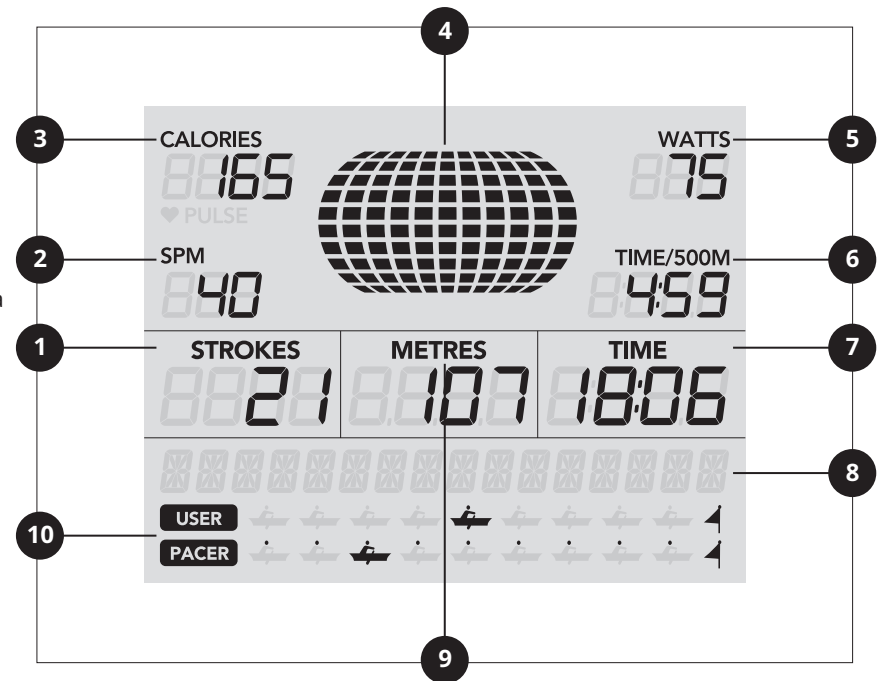 4
3 CALORIES 165 WATTS 75 5
PULSE
2 SPM 40 TIME/500M 4:59 6
1 STROKES METRES TIME 7
21 107 18:06
8
USER
10
PACER
9